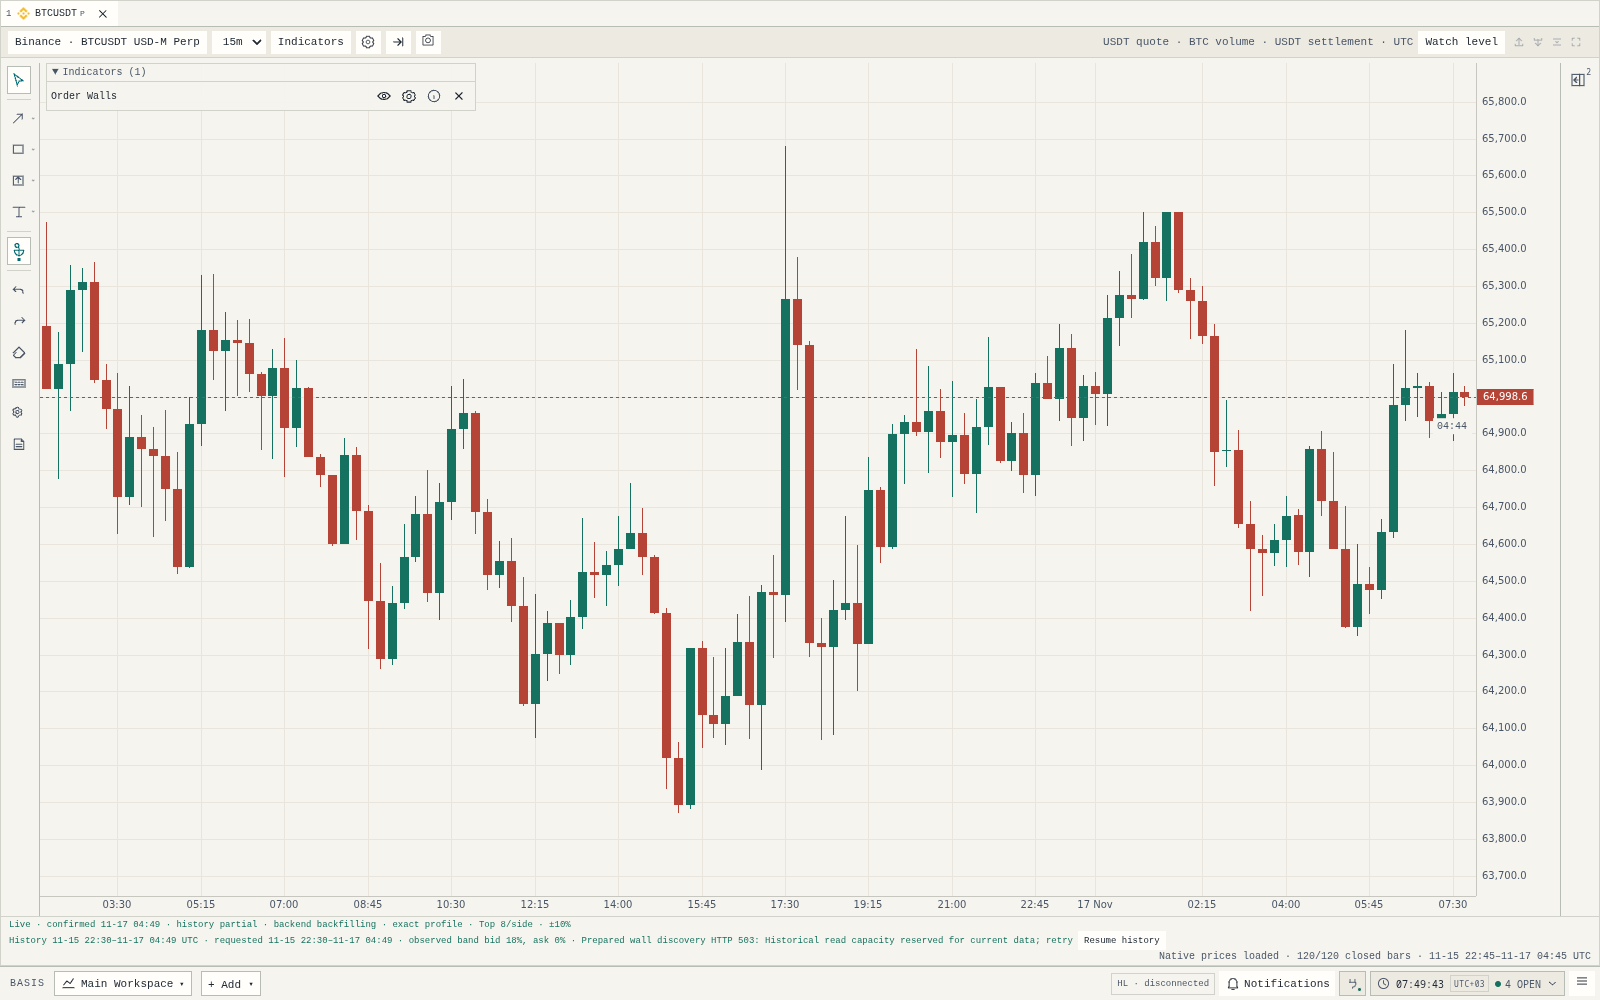 1 BTCUSDT P
Binance · BTCUSDT USD-M Perp 15m Indicators USDT quote · BTC volume · USDT settlement · UTC Watch level
▼ Indicators (1)
Order Walls
2
65,800.0
65,700.0
65,600.0
65,500.0
65,400.0
65,300.0
65,200.0
65,100.0
64,998.6
04:44
64,900.0
64,800.0
64,700.0
64,600.0
64,500.0
64,400.0
64,300.0
64,200.0
64,100.0
64,000.0
63,900.0
63,800.0
63,700.0
03:30 05:15 07:00 08:45 10:30 12:15 14:00 15:45 17:30 19:15 21:00 22:45 17 Nov 02:15 04:00 05:45 07:30
Live · confirmed 11-17 04:49 · history partial · backend backfilling · exact profile · Top 8/side · ±10%
History 11-15 22:30–11-17 04:49 UTC · requested 11-15 22:30–11-17 04:49 · observed band bid 18%, ask 0% · Prepared wall discovery HTTP 503: Historical read capacity reserved for current data; retry Resume history
Native prices loaded · 120/120 closed bars · 11-15 22:45–11-17 04:45 UTC
BASIS Main Workspace + Add HL · disconnected Notifications 07:49:43 UTC+03 4 OPEN